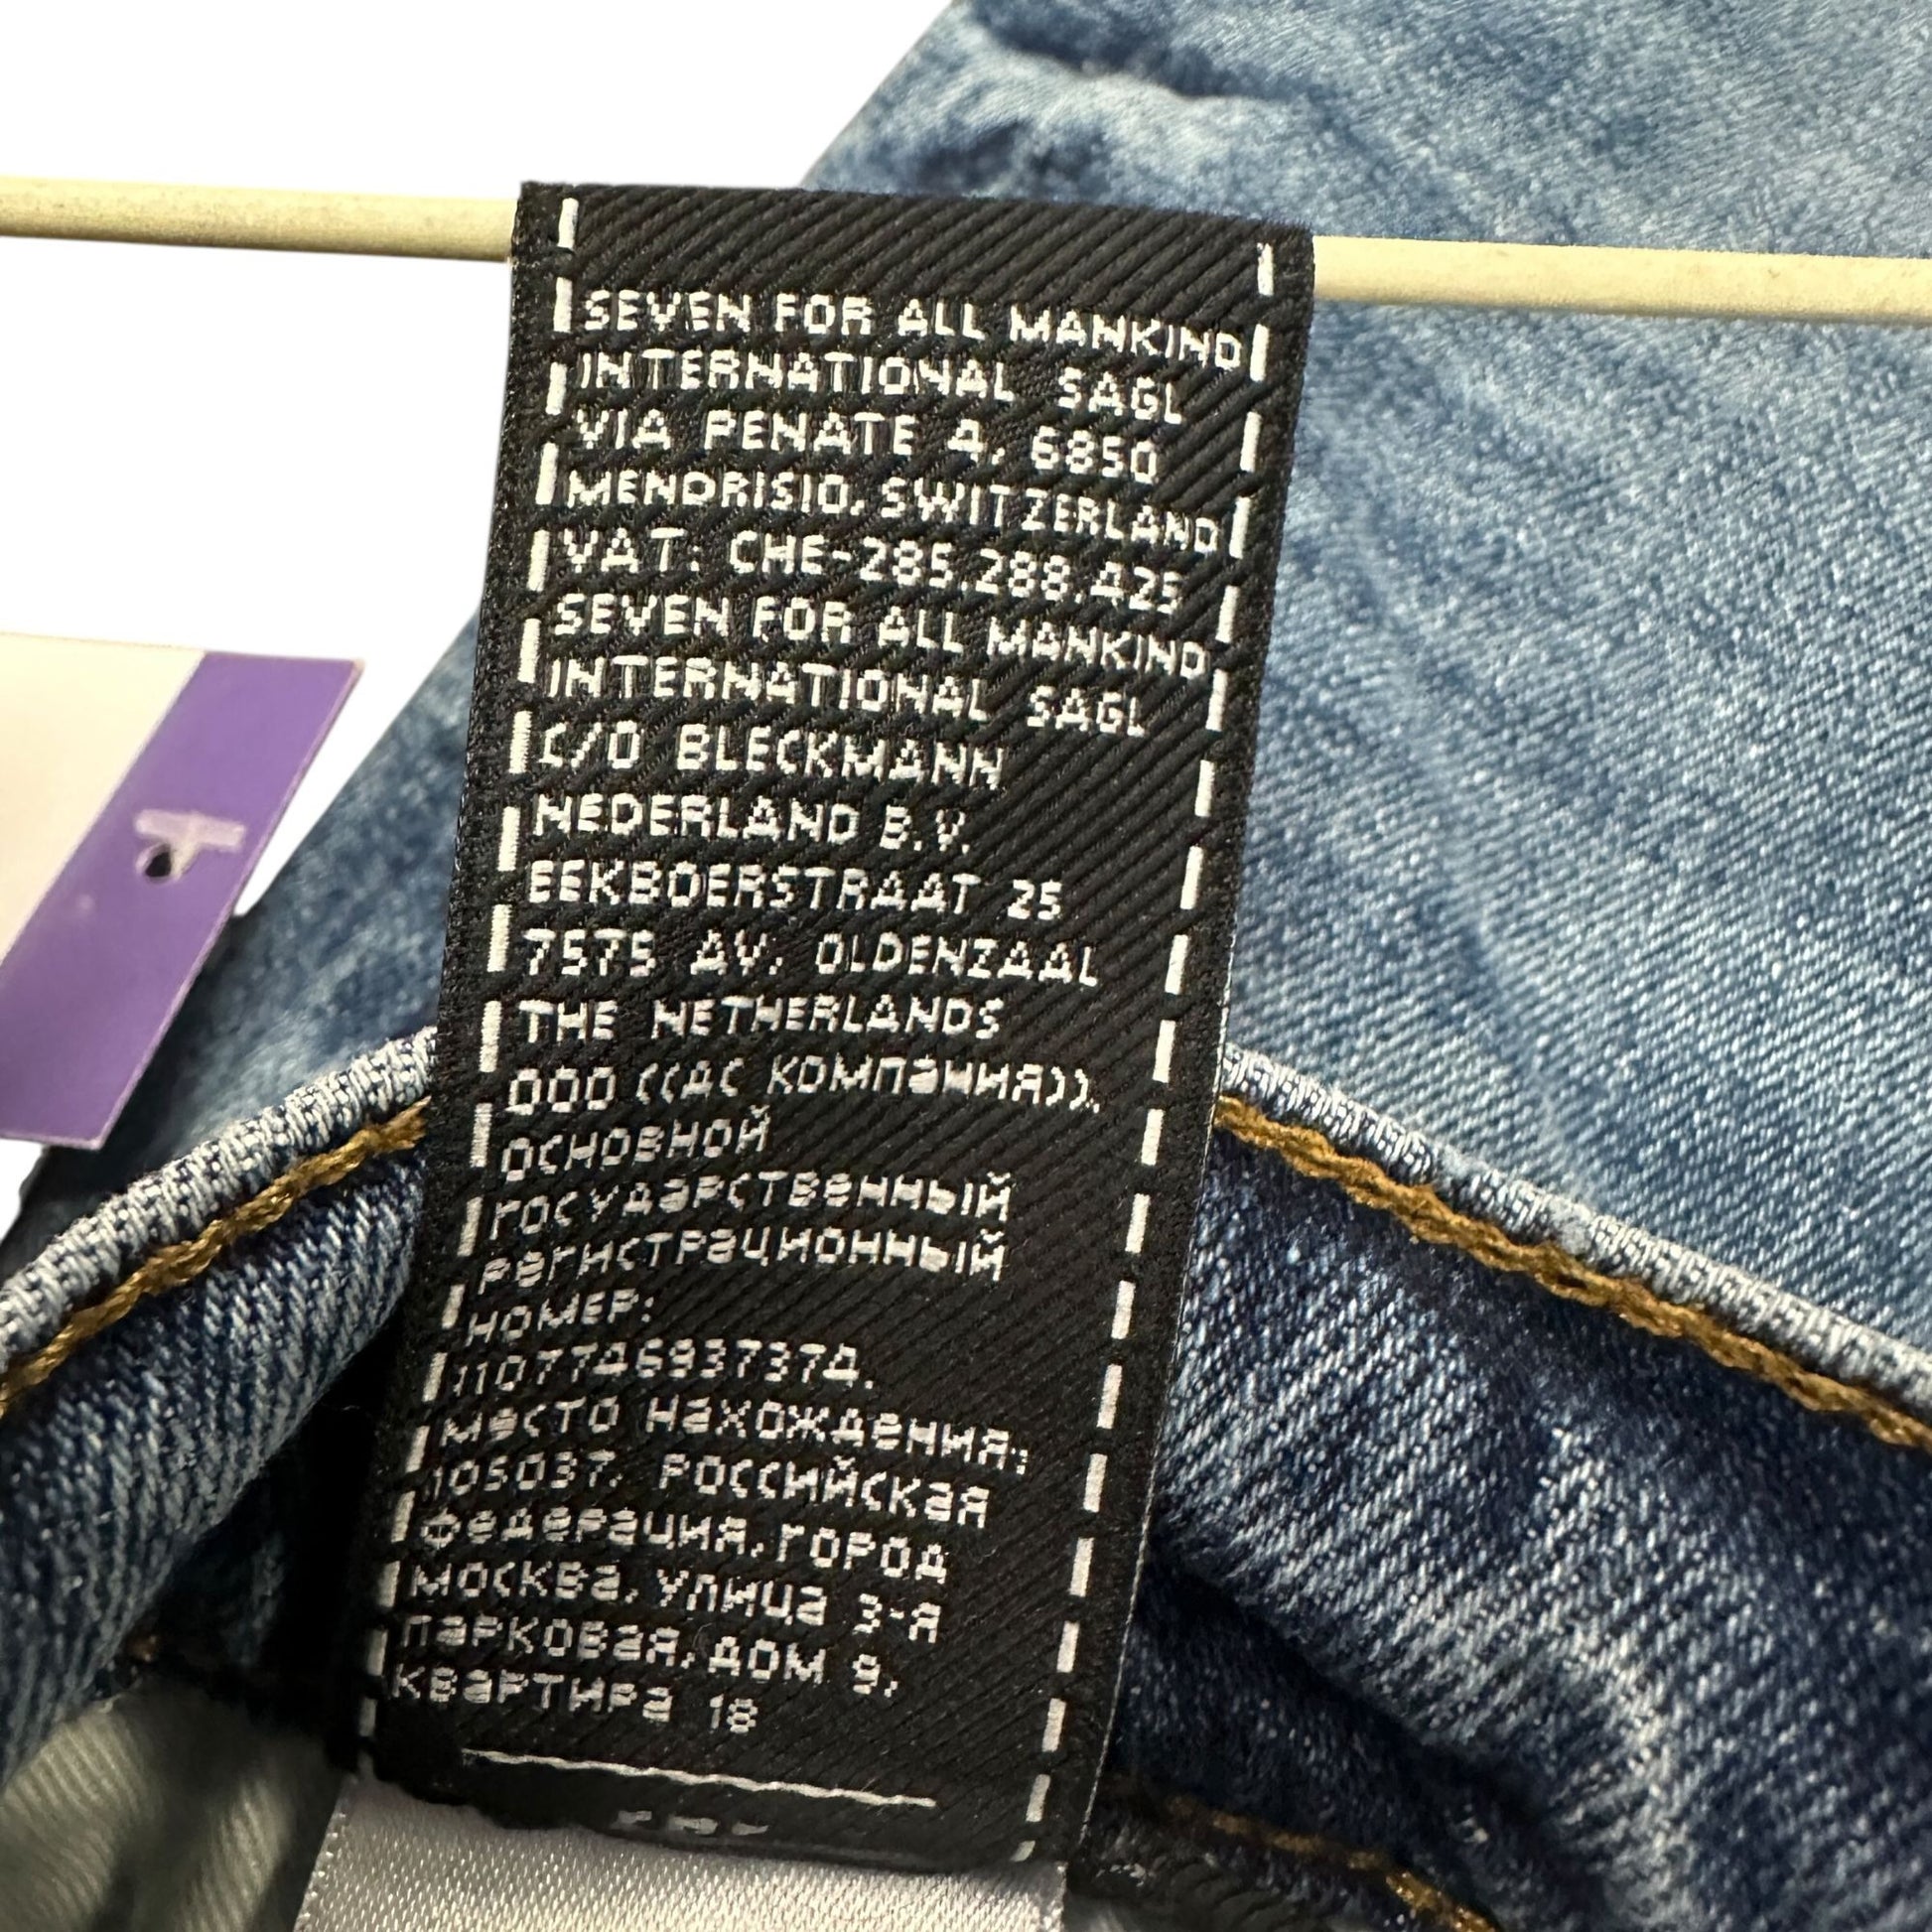 SEVEN FOR ALL MANKIND
INTERNATIONAL SAGL
VIA PENATE 4, 6850
MENDRISIO, SWITZERLAND
VAT: CHE-285.288.425
SEVEN FOR ALL MANKIND
INTERNATIONAL SAGL
C/O BLECKMANN
NEDERLAND B.V.
EEKBOERSTRAAT 25
7575 AV. OLDENZAAL
THE NETHERLANDS
ООО ((АС КОМПаНИЯ)).
ОСНОВНОЙ
ГОСУДаРСТВеННЫЙ
РеГИСТРаЦИОННЫЙ
НОМеР:
1107746937374.
МеСТО НаХОЖДеНИЯ:
105037, РОССИЙСКаЯ
ФеДеРаЦИЯ, ГОРОД
МОСКВа, УЛИЦа 3-Я
ПаРКОВаЯ, ДОМ 9,
КВаРТИРа 18